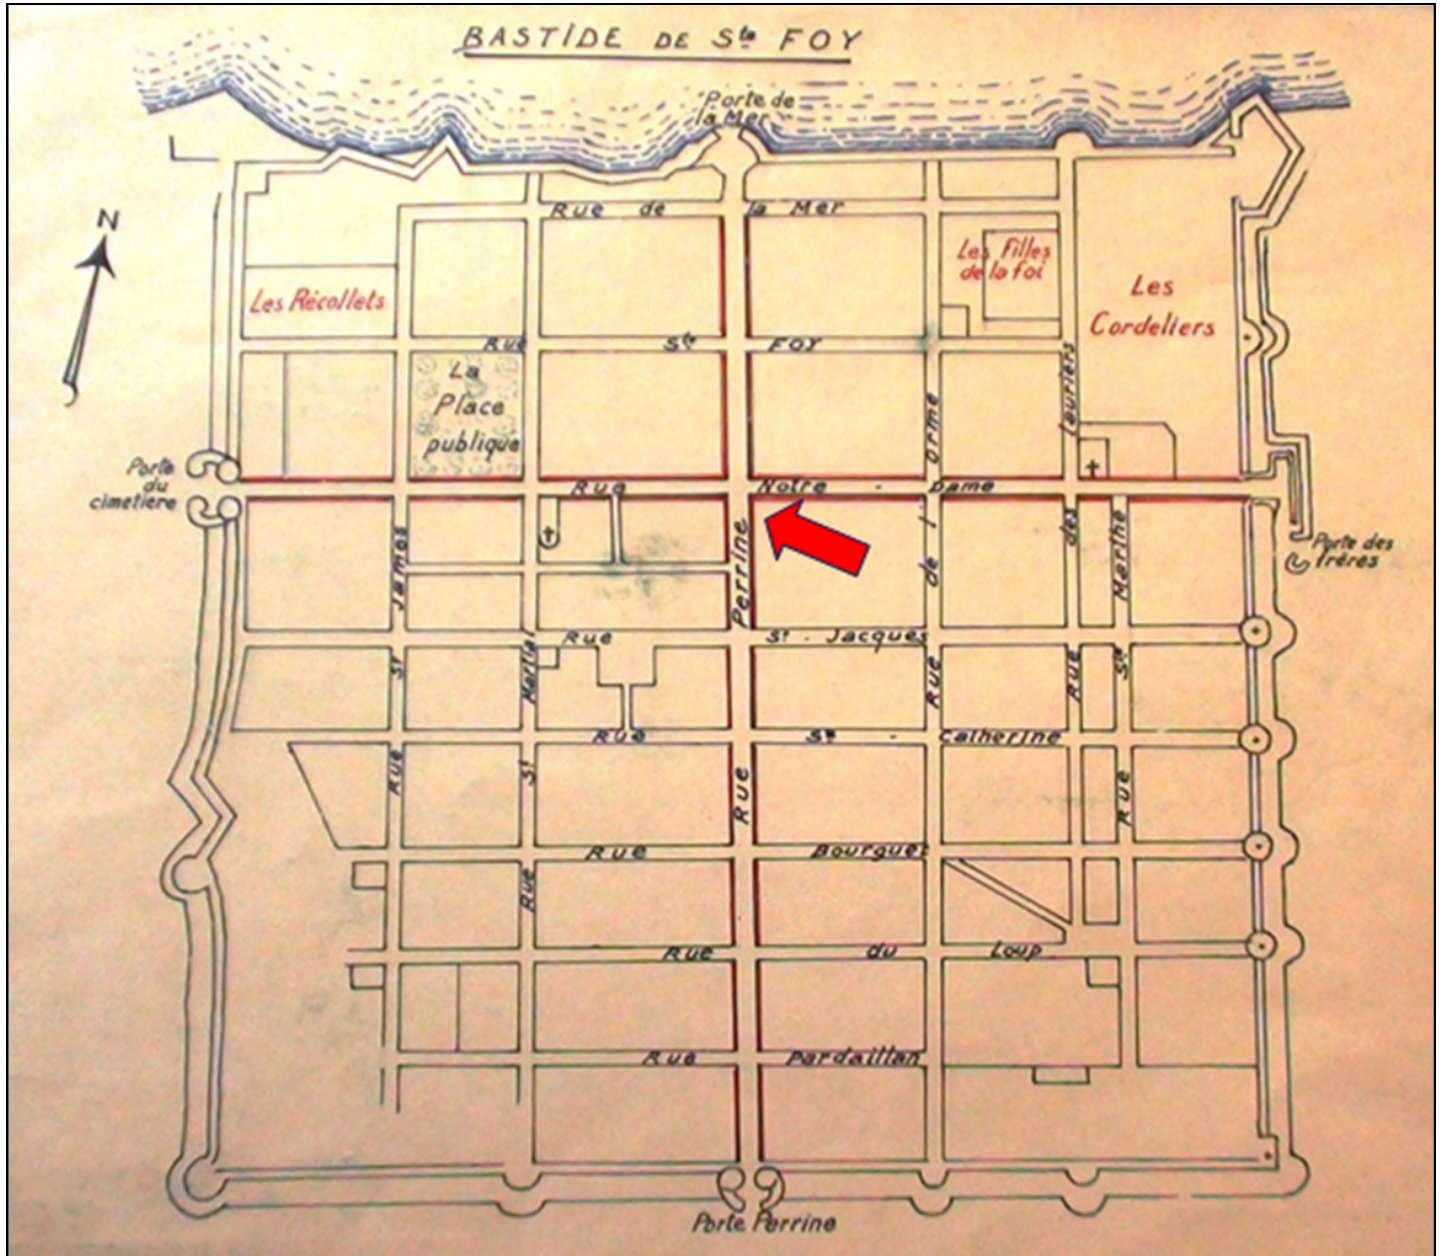 BASTIDE DE Ste FOY
Porte de
la Mer
N
Rue de la Mer
Les Filles
de la foi
Les Récollets
Les
Cordeliers
Rue Ste FOY
La
Place
publique
Porte
du
cimetière
Rue Notre - Dame
Porte des
frères
Rue St . Jacques
Rue Ste - Catherine
Rue Bourguet
Rue du Loup
Rue Pardaillan
Rue St James
Rue St Martial
Rue Perrine
Rue de l' orme
Rue des lauriers
Rue Ste Marthe
Porte Perrine